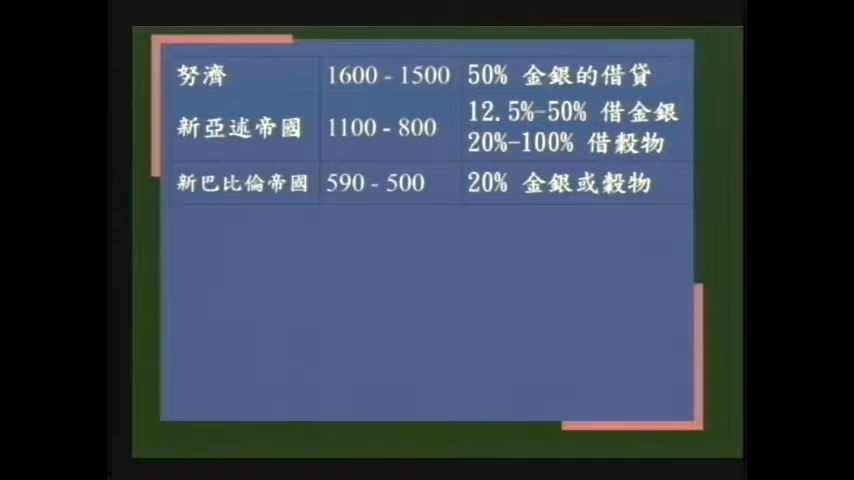 努濟 1600 - 1500 50% 金銀的借貸
新亞述帝國 1100 - 800 12.5%-50% 借金銀
20%-100% 借穀物
新巴比倫帝國 590 - 500 20% 金銀或穀物